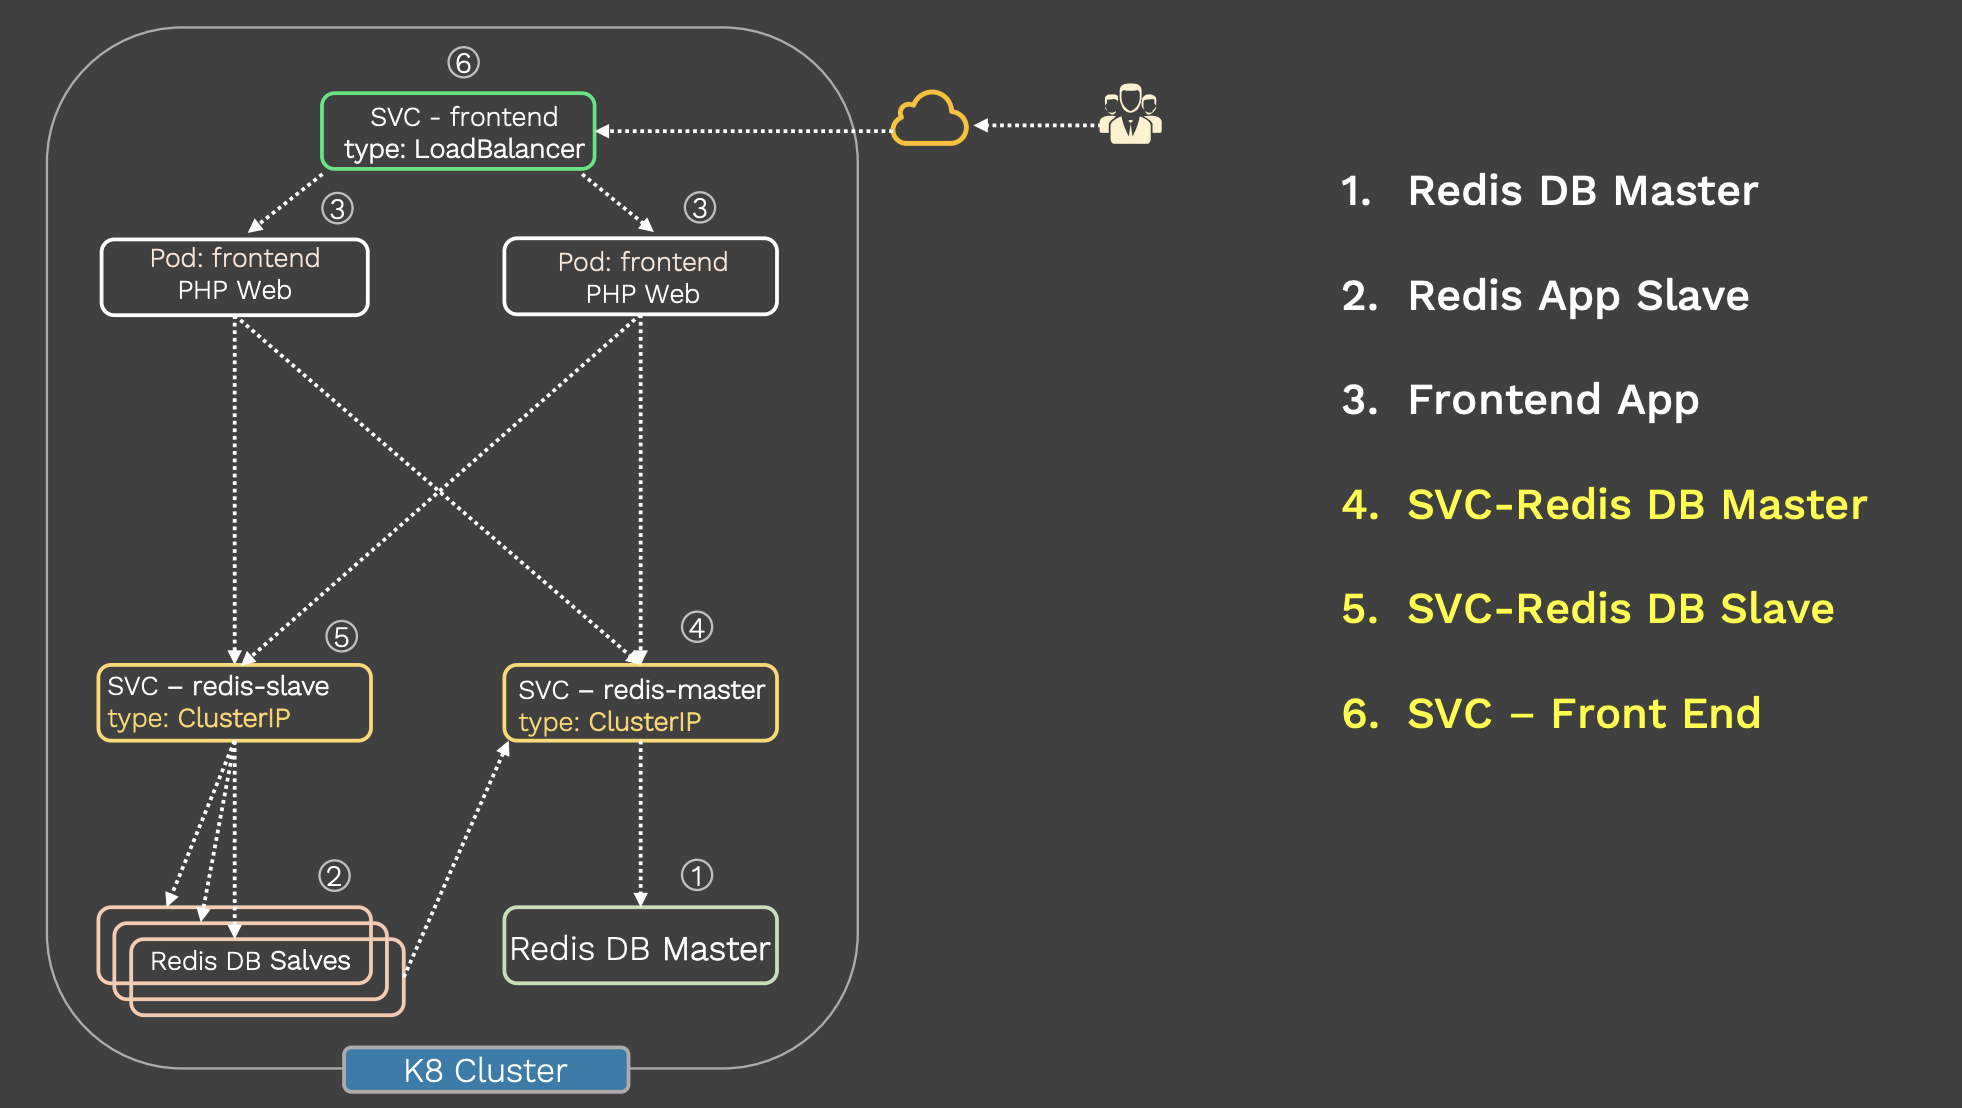 ⑥
SVC - frontend
type: LoadBalancer
③
③
Pod: frontend
PHP Web
Pod: frontend
PHP Web
⑤
④
SVC – redis-slave
type: ClusterIP
SVC – redis-master
type: ClusterIP
②
①
Redis DB Salves
Redis DB Master
K8 Cluster
1. Redis DB Master
2. Redis App Slave
3. Frontend App
4. SVC-Redis DB Master
5. SVC-Redis DB Slave
6. SVC – Front End